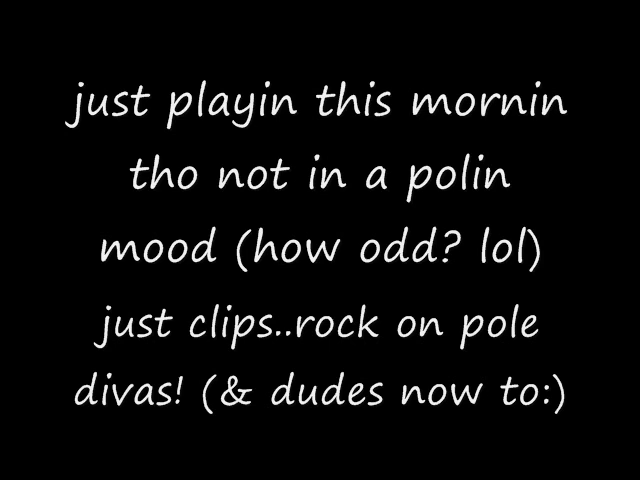 just playin this mornin
tho not in a polin
mood (how odd? lol)
just clips..rock on pole
divas! (& dudes now to:)